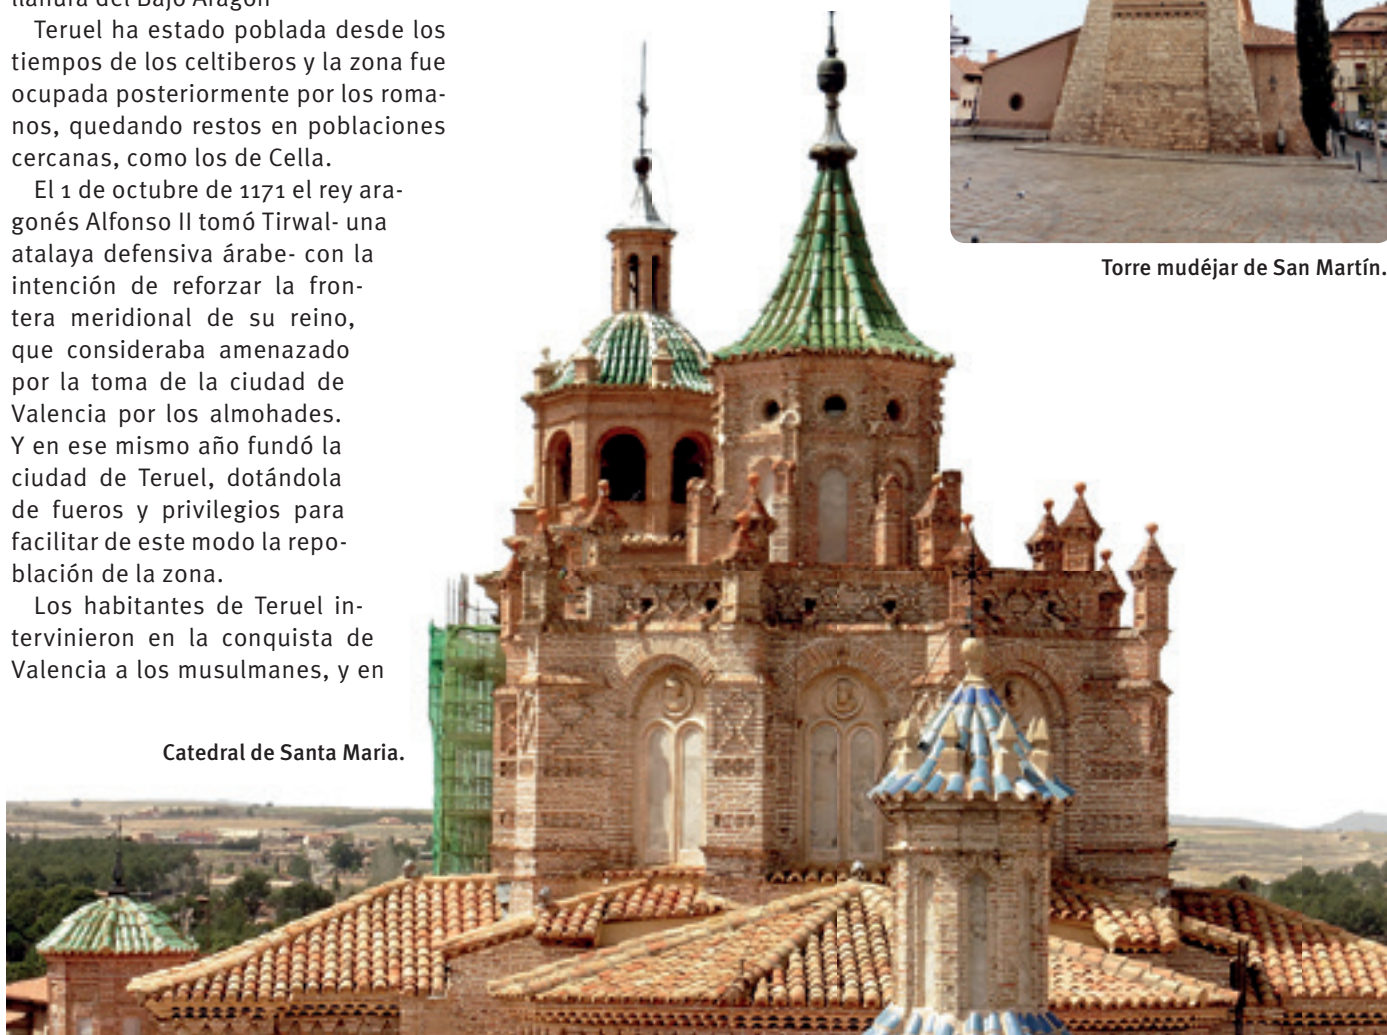 llanura del Bajo Aragón
Teruel ha estado poblada desde los
tiempos de los celtiberos y la zona fue
ocupada posteriormente por los roma-
nos, quedando restos en poblaciones
cercanas, como los de Cella.
El 1 de octubre de 1171 el rey ara-
gonés Alfonso II tomó Tirwal- una
atalaya defensiva árabe- con la
intención de reforzar la fron-
tera meridional de su reino,
que consideraba amenazado
por la toma de la ciudad de
Valencia por los almohades.
Y en ese mismo año fundó la
ciudad de Teruel, dotándola
de fueros y privilegios para
facilitar de este modo la repo-
blación de la zona.
Los habitantes de Teruel in-
tervinieron en la conquista de
Valencia a los musulmanes, y en
Catedral de Santa Maria.
Torre mudéjar de San Martín.